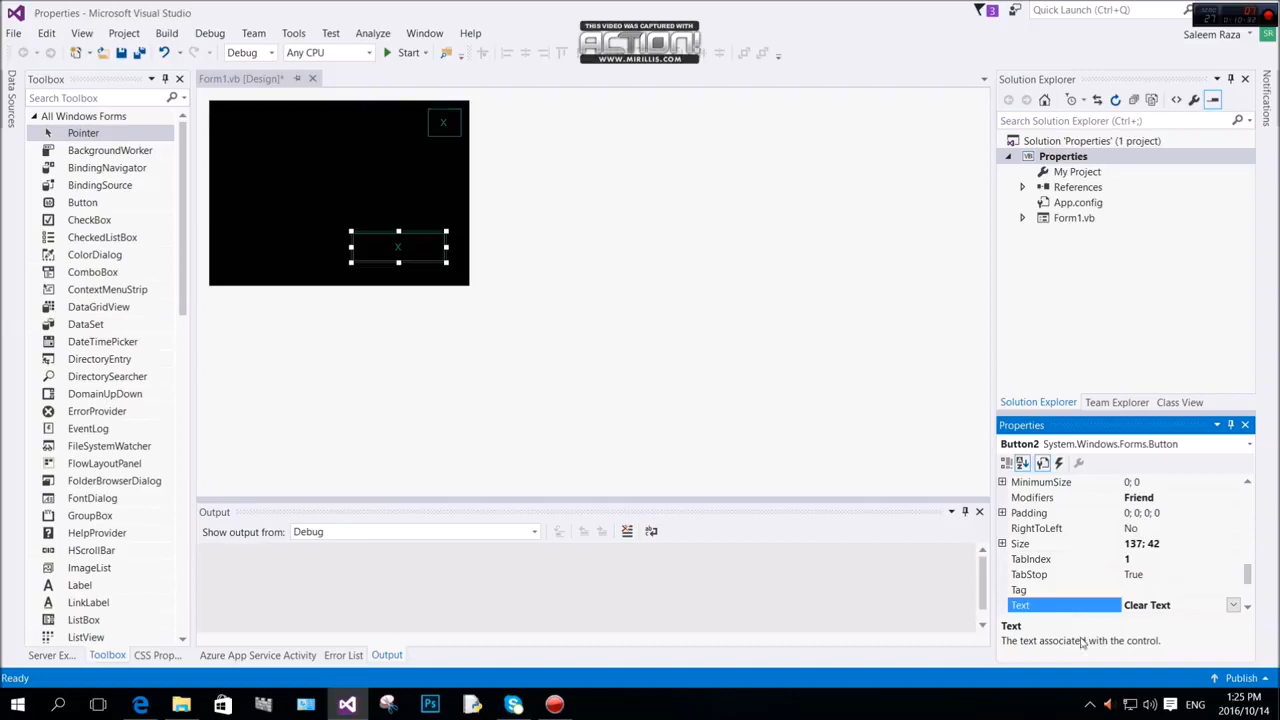 Properties - Microsoft Visual Studio
THIS VIDEO WAS CAPTURED WITH
ACTION!
WWW.MIRILLIS.COM
3
Quick Launch (Ctrl+Q)
File Edit View Project Build Debug Team Tools Test Analyze Window Help
Saleem Raza
SR
Debug
Any CPU
Start
Data Sources
Toolbox
Search Toolbox
All Windows Forms
Pointer
BackgroundWorker
BindingNavigator
BindingSource
Button
CheckBox
CheckedListBox
ColorDialog
ComboBox
ContextMenuStrip
DataGridView
DataSet
DateTimePicker
DirectoryEntry
DirectorySearcher
DomainUpDown
ErrorProvider
EventLog
FileSystemWatcher
FlowLayoutPanel
FolderBrowserDialog
FontDialog
GroupBox
HelpProvider
HScrollBar
ImageList
Label
LinkLabel
ListBox
ListView
Server Ex...
Toolbox
CSS Prop...
Form1.vb [Design]*
X
X
Output
Show output from: Debug
Azure App Service Activity
Error List
Output
Solution Explorer
Search Solution Explorer (Ctrl+;)
Solution 'Properties' (1 project)
VB Properties
My Project
References
App.config
Form1.vb
Solution Explorer
Team Explorer
Class View
Notifications
Properties
Button2 System.Windows.Forms.Button
MinimumSize 0; 0
Modifiers Friend
Padding 0; 0; 0; 0
RightToLeft No
Size 137; 42
TabIndex 1
TabStop True
Tag
Text Clear Text
Text
The text associated with the control.
Ready
Publish
Ps
ENG
1:25 PM
2016/10/14